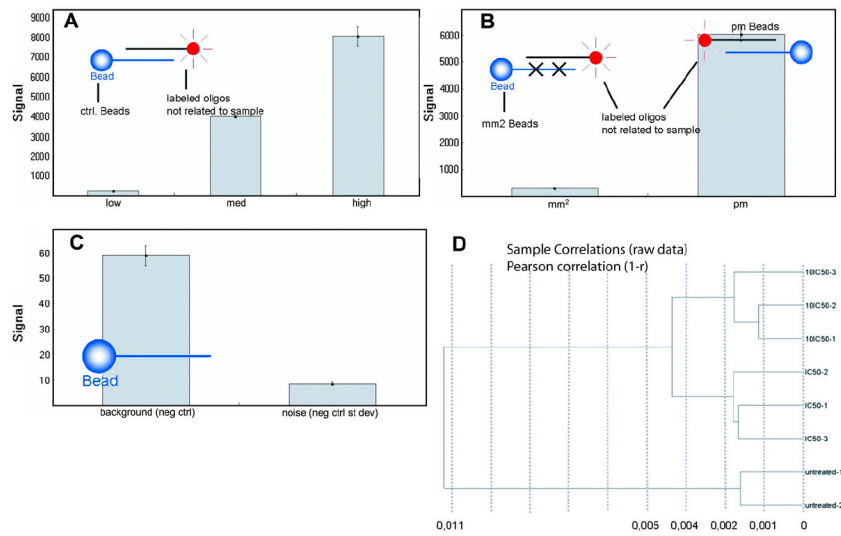 A
9000
8000
7000
6000
5000
4000
3000
2000
1000
Signal
Bead
ctrl. Beads
labeled oligos
not related to sample
low
med
high
B
6000
5000
4000
3000
2000
1000
Signal
pm Beads
Bead
mm2 Beads
labeled oligos
not related to sample
mm²
pm
C
60
50
40
30
20
10
Signal
Bead
background (neg ctrl)
noise (neg ctrl st dev)
D
Sample Correlations (raw data)
Pearson correlation (1-r)
10IC50-3
10IC50-2
10IC50-1
IC50-2
IC50-1
IC50-3
untreated-1
untreated-2
0,011
0,005
0,004
0,002
0,001
0